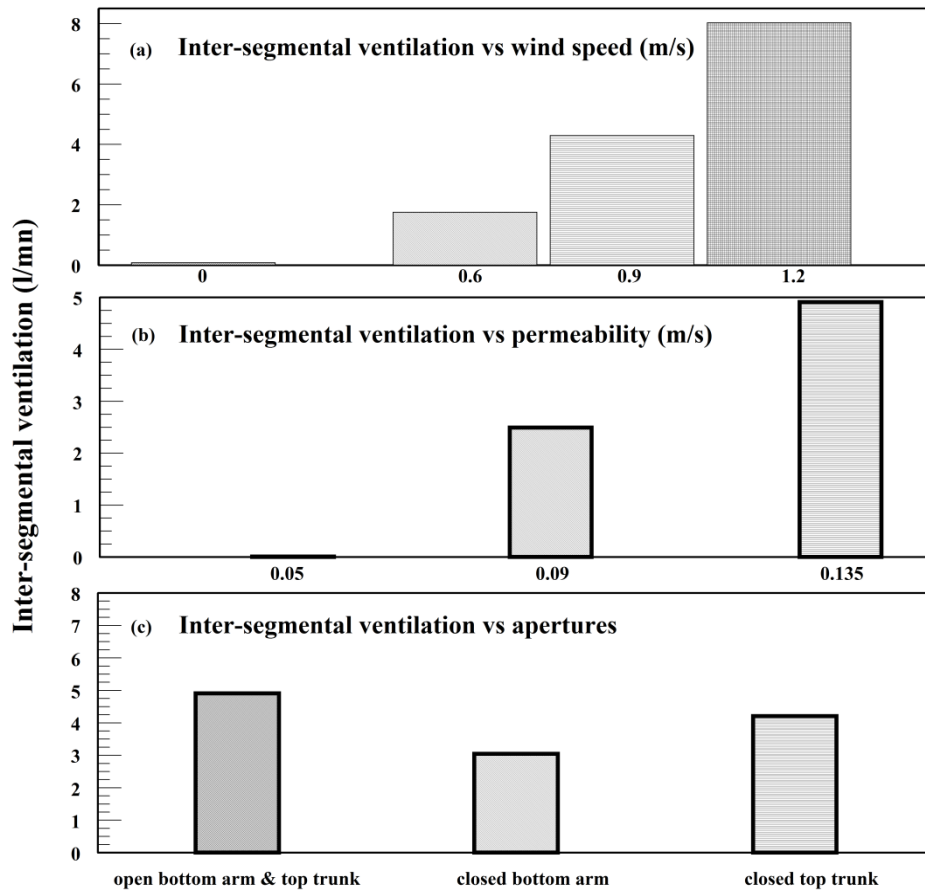 Inter-segmental ventilation (l/mn)
(a) Inter-segmental ventilation vs wind speed (m/s)
8
6
4
2
0
0 0.6 0.9 1.2
(b) Inter-segmental ventilation vs permeability (m/s)
5
4
3
2
1
0
0.05 0.09 0.135
(c) Inter-segmental ventilation vs apertures
8
7
6
5
4
3
2
1
0
open bottom arm & top trunk closed bottom arm closed top trunk